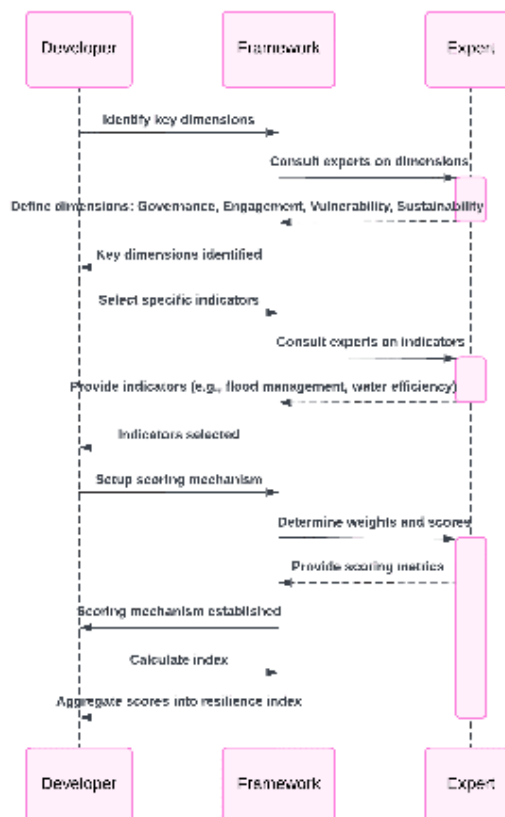 Developer
Framework
Expert
Identify key dimensions
Consult experts on dimensions
Define dimensions: Governance, Engagement, Vulnerability, Sustainability
Key dimensions identified
Select specific indicators
Consult experts on indicators
Provide indicators (e.g., flood management, water efficiency)
Indicators selected
Setup scoring mechanism
Determine weights and scores
Provide scoring metrics
Scoring mechanism established
Calculate index
Aggregate scores into resilience index
Developer
Framework
Expert